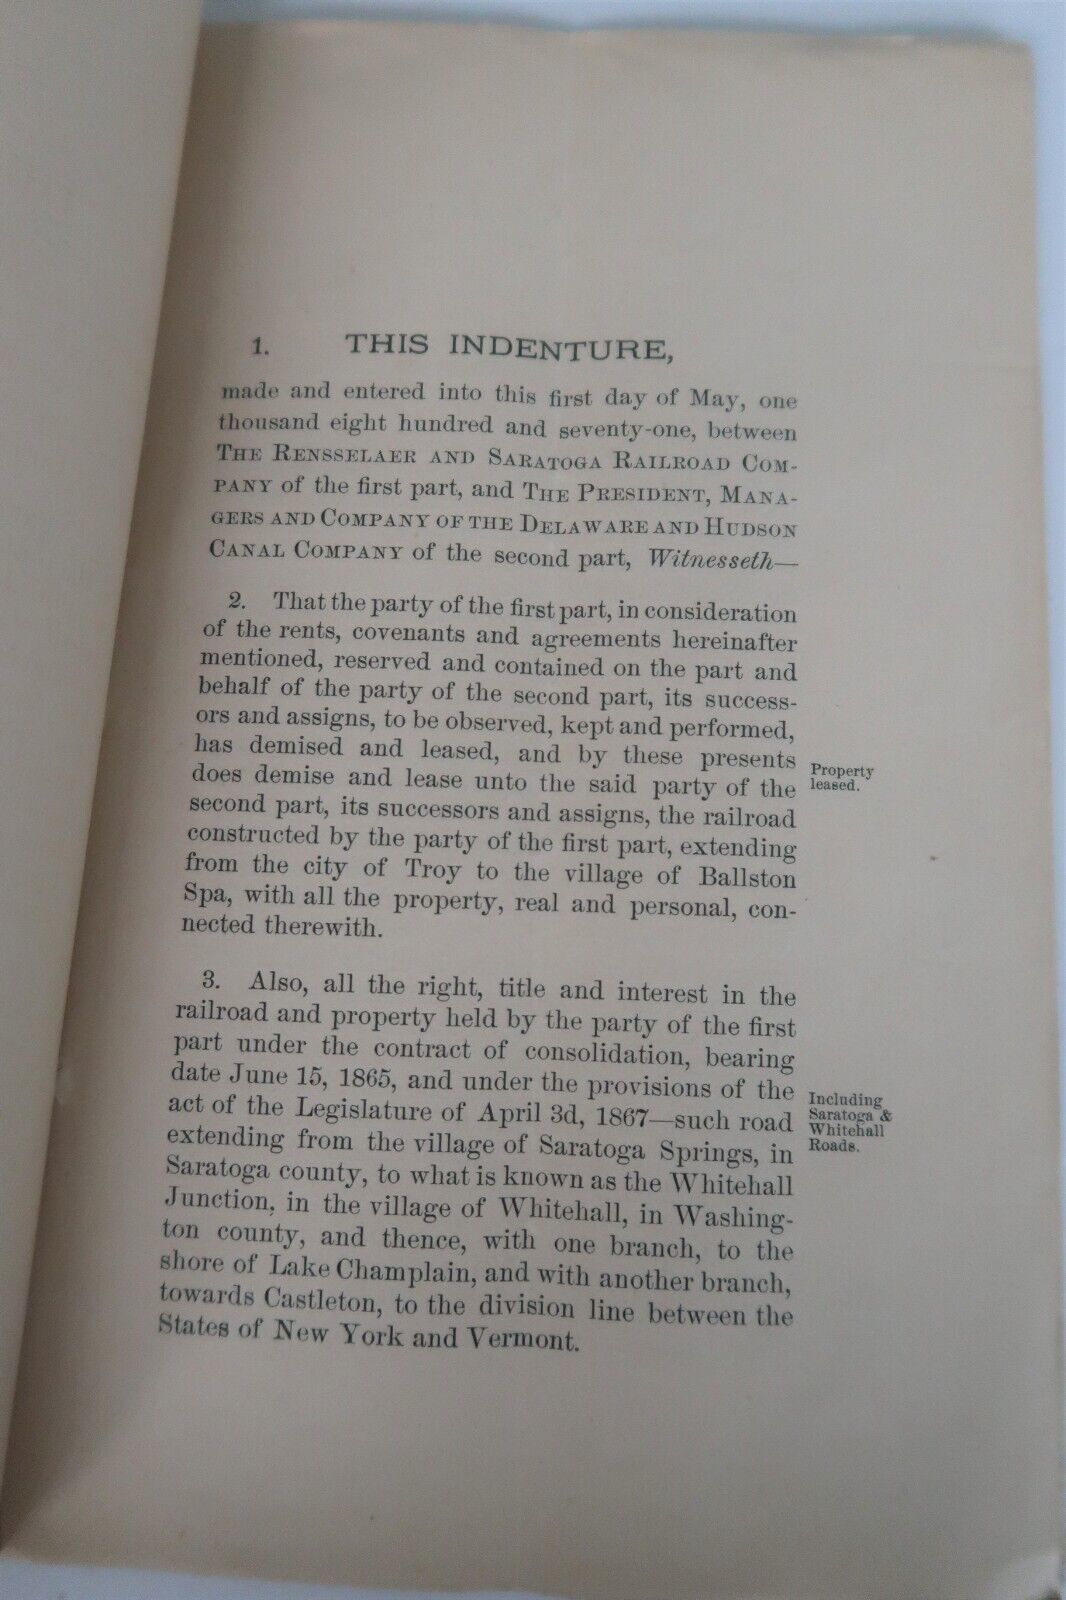 1. THIS INDENTURE,
made and entered into this first day of May, one
thousand eight hundred and seventy-one, between
THE RENSSELAER AND SARATOGA RAILROAD COM-
PANY of the first part, and THE PRESIDENT, MANA-
GERS AND COMPANY OF THE DELAWARE AND HUDSON
CANAL COMPANY of the second part, Witnesseth—
2. That the party of the first part, in consideration
of the rents, covenants and agreements hereinafter
mentioned, reserved and contained on the part and
behalf of the party of the second part, its success-
ors and assigns, to be observed, kept and performed,
has demised and leased, and by these presents
does demise and lease unto the said party of the
second part, its successors and assigns, the railroad
constructed by the party of the first part, extending
from the city of Troy to the village of Ballston
Spa, with all the property, real and personal, con-
nected therewith.
Property
leased.
3. Also, all the right, title and interest in the
railroad and property held by the party of the first
part under the contract of consolidation, bearing
date June 15, 1865, and under the provisions of the
act of the Legislature of April 3d, 1867—such road
extending from the village of Saratoga Springs, in
Saratoga county, to what is known as the Whitehall
Junction, in the village of Whitehall, in Washing-
ton county, and thence, with one branch, to the
shore of Lake Champlain, and with another branch,
towards Castleton, to the division line between the
States of New York and Vermont.
Including
Saratoga &
Whitehall
Roads.